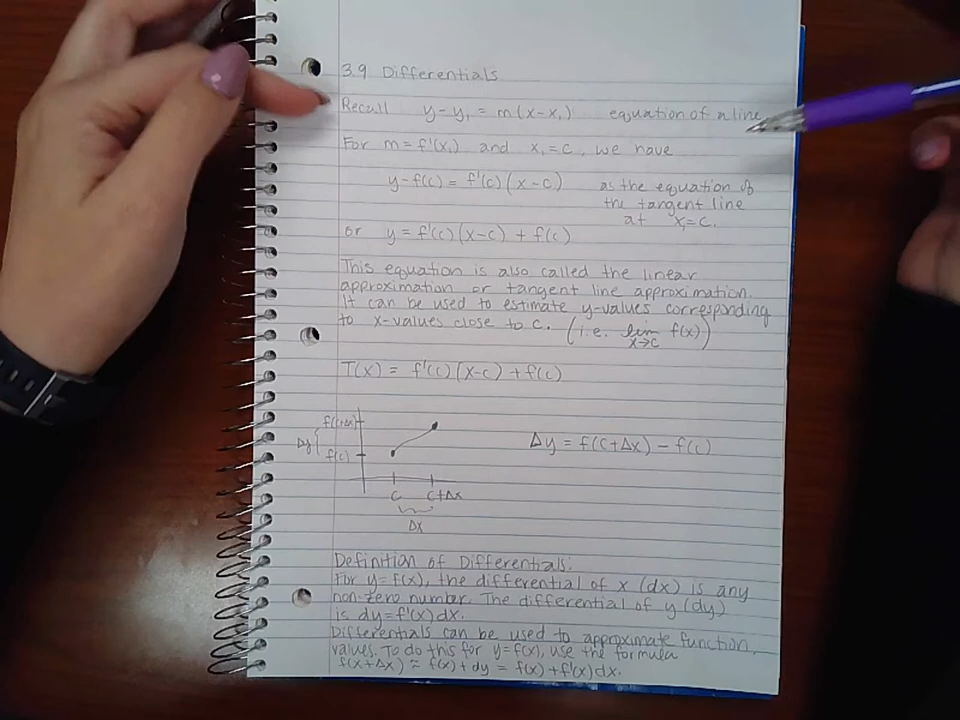 3.9 Differentials
Recall y-y₁ = m(x-x₁) equation of a line
For m=f'(x₁) and x₁=c, we have
y-f(c) = f'(c)(x-c) as the equation of
the tangent line
at x₁=c.
or y = f'(c)(x-c) + f(c)
This equation is also called the linear
approximation or tangent line approximation.
It can be used to estimate y-values corresponding
to x-values close to c. (i.e. lim f(x))
x→c
T(x) = f'(c)(x-c) + f(c)
f(c+Δx)
Δy
f(c)
Δy = f(c+Δx) - f(c)
c c+Δx
Δx
Definition of Differentials:
For y=f(x), the differential of x (dx) is any
non-zero number. The differential of y (dy)
is dy=f'(x)dx.
Differentials can be used to approximate function
values. To do this for y=f(x), use the formula
f(x+Δx) ≈ f(x)+dy = f(x)+f'(x)dx.